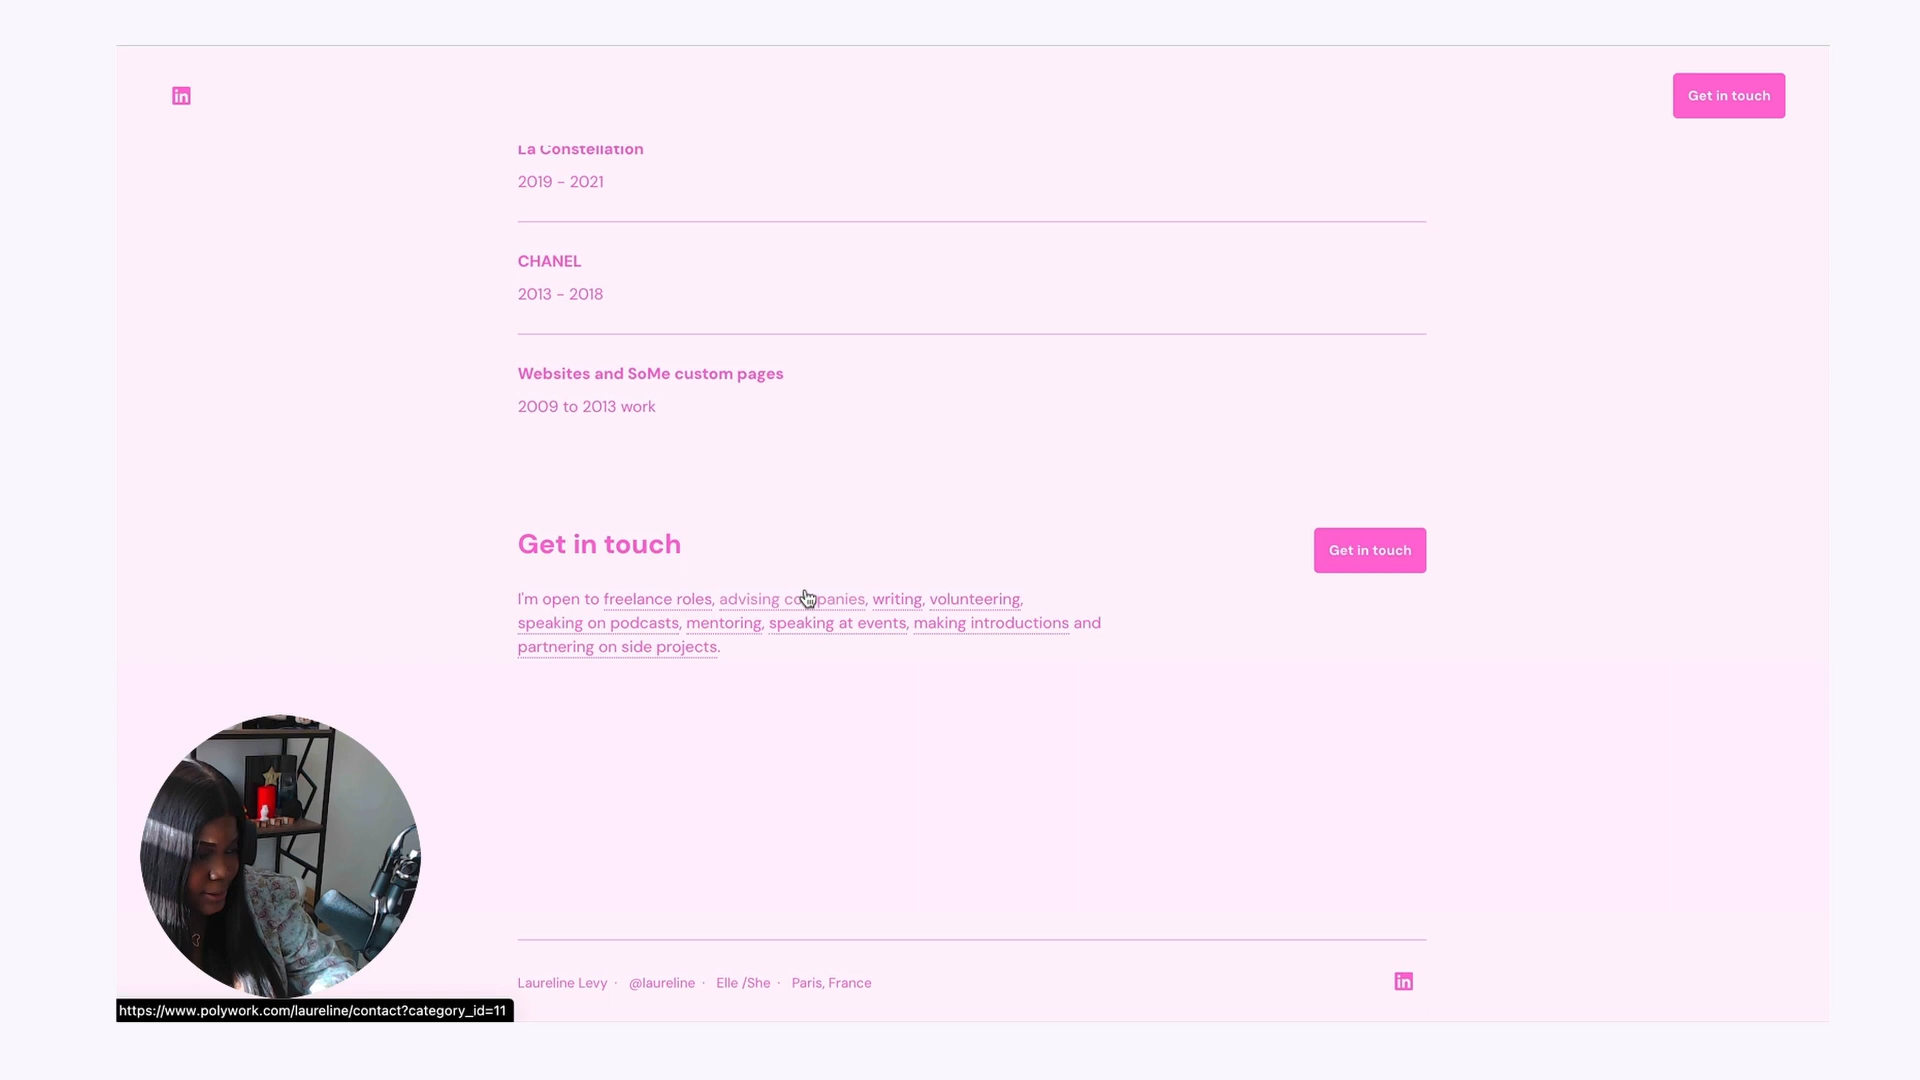 in
Get in touch
La Constellation
2019 - 2021
CHANEL
2013 - 2018
Websites and SoMe custom pages
2009 to 2013 work
Get in touch
Get in touch
I'm open to freelance roles, advising companies, writing, volunteering,
speaking on podcasts, mentoring, speaking at events, making introductions and
partnering on side projects.
Laureline Levy · @laureline · Elle /She · Paris, France
in
https://www.polywork.com/laureline/contact?category_id=11